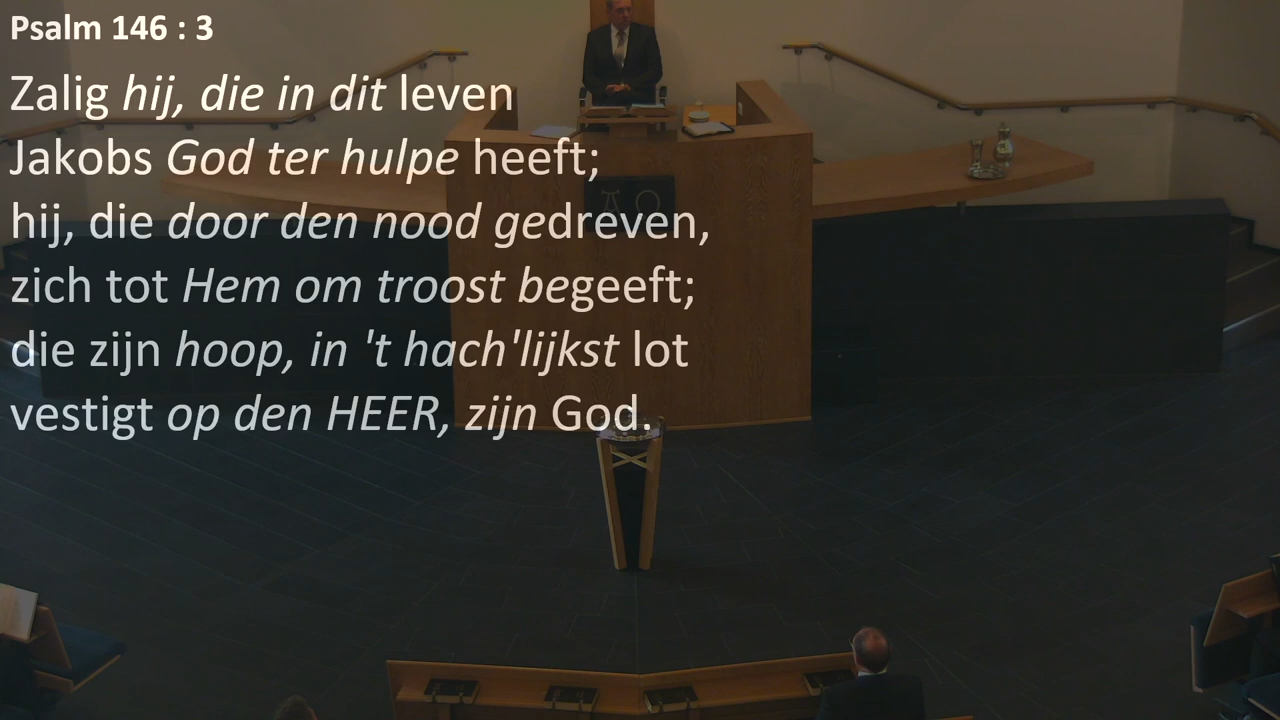 Psalm 146 : 3
Zalig hij, die in dit leven
Jakobs God ter hulpe heeft;
hij, die door den nood gedreven,
zich tot Hem om troost begeeft;
die zijn hoop, in 't hach'lijkst lot
vestigt op den HEER, zijn God.
ΑΩ